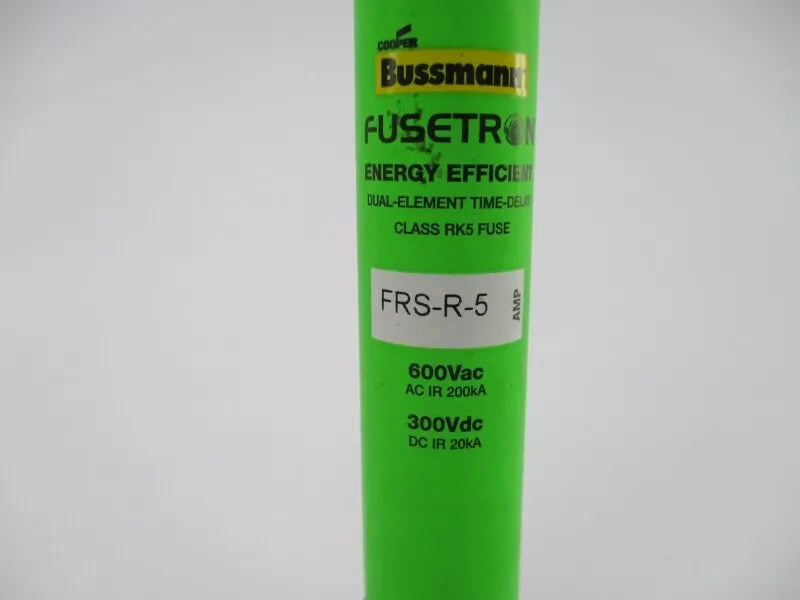 COOPER
Bussmann
FUSETRON
ENERGY EFFICIENT
DUAL-ELEMENT TIME-DELAY
CLASS RK5 FUSE
FRS-R-5
AMP
600Vac
AC IR 200kA
300Vdc
DC IR 20kA